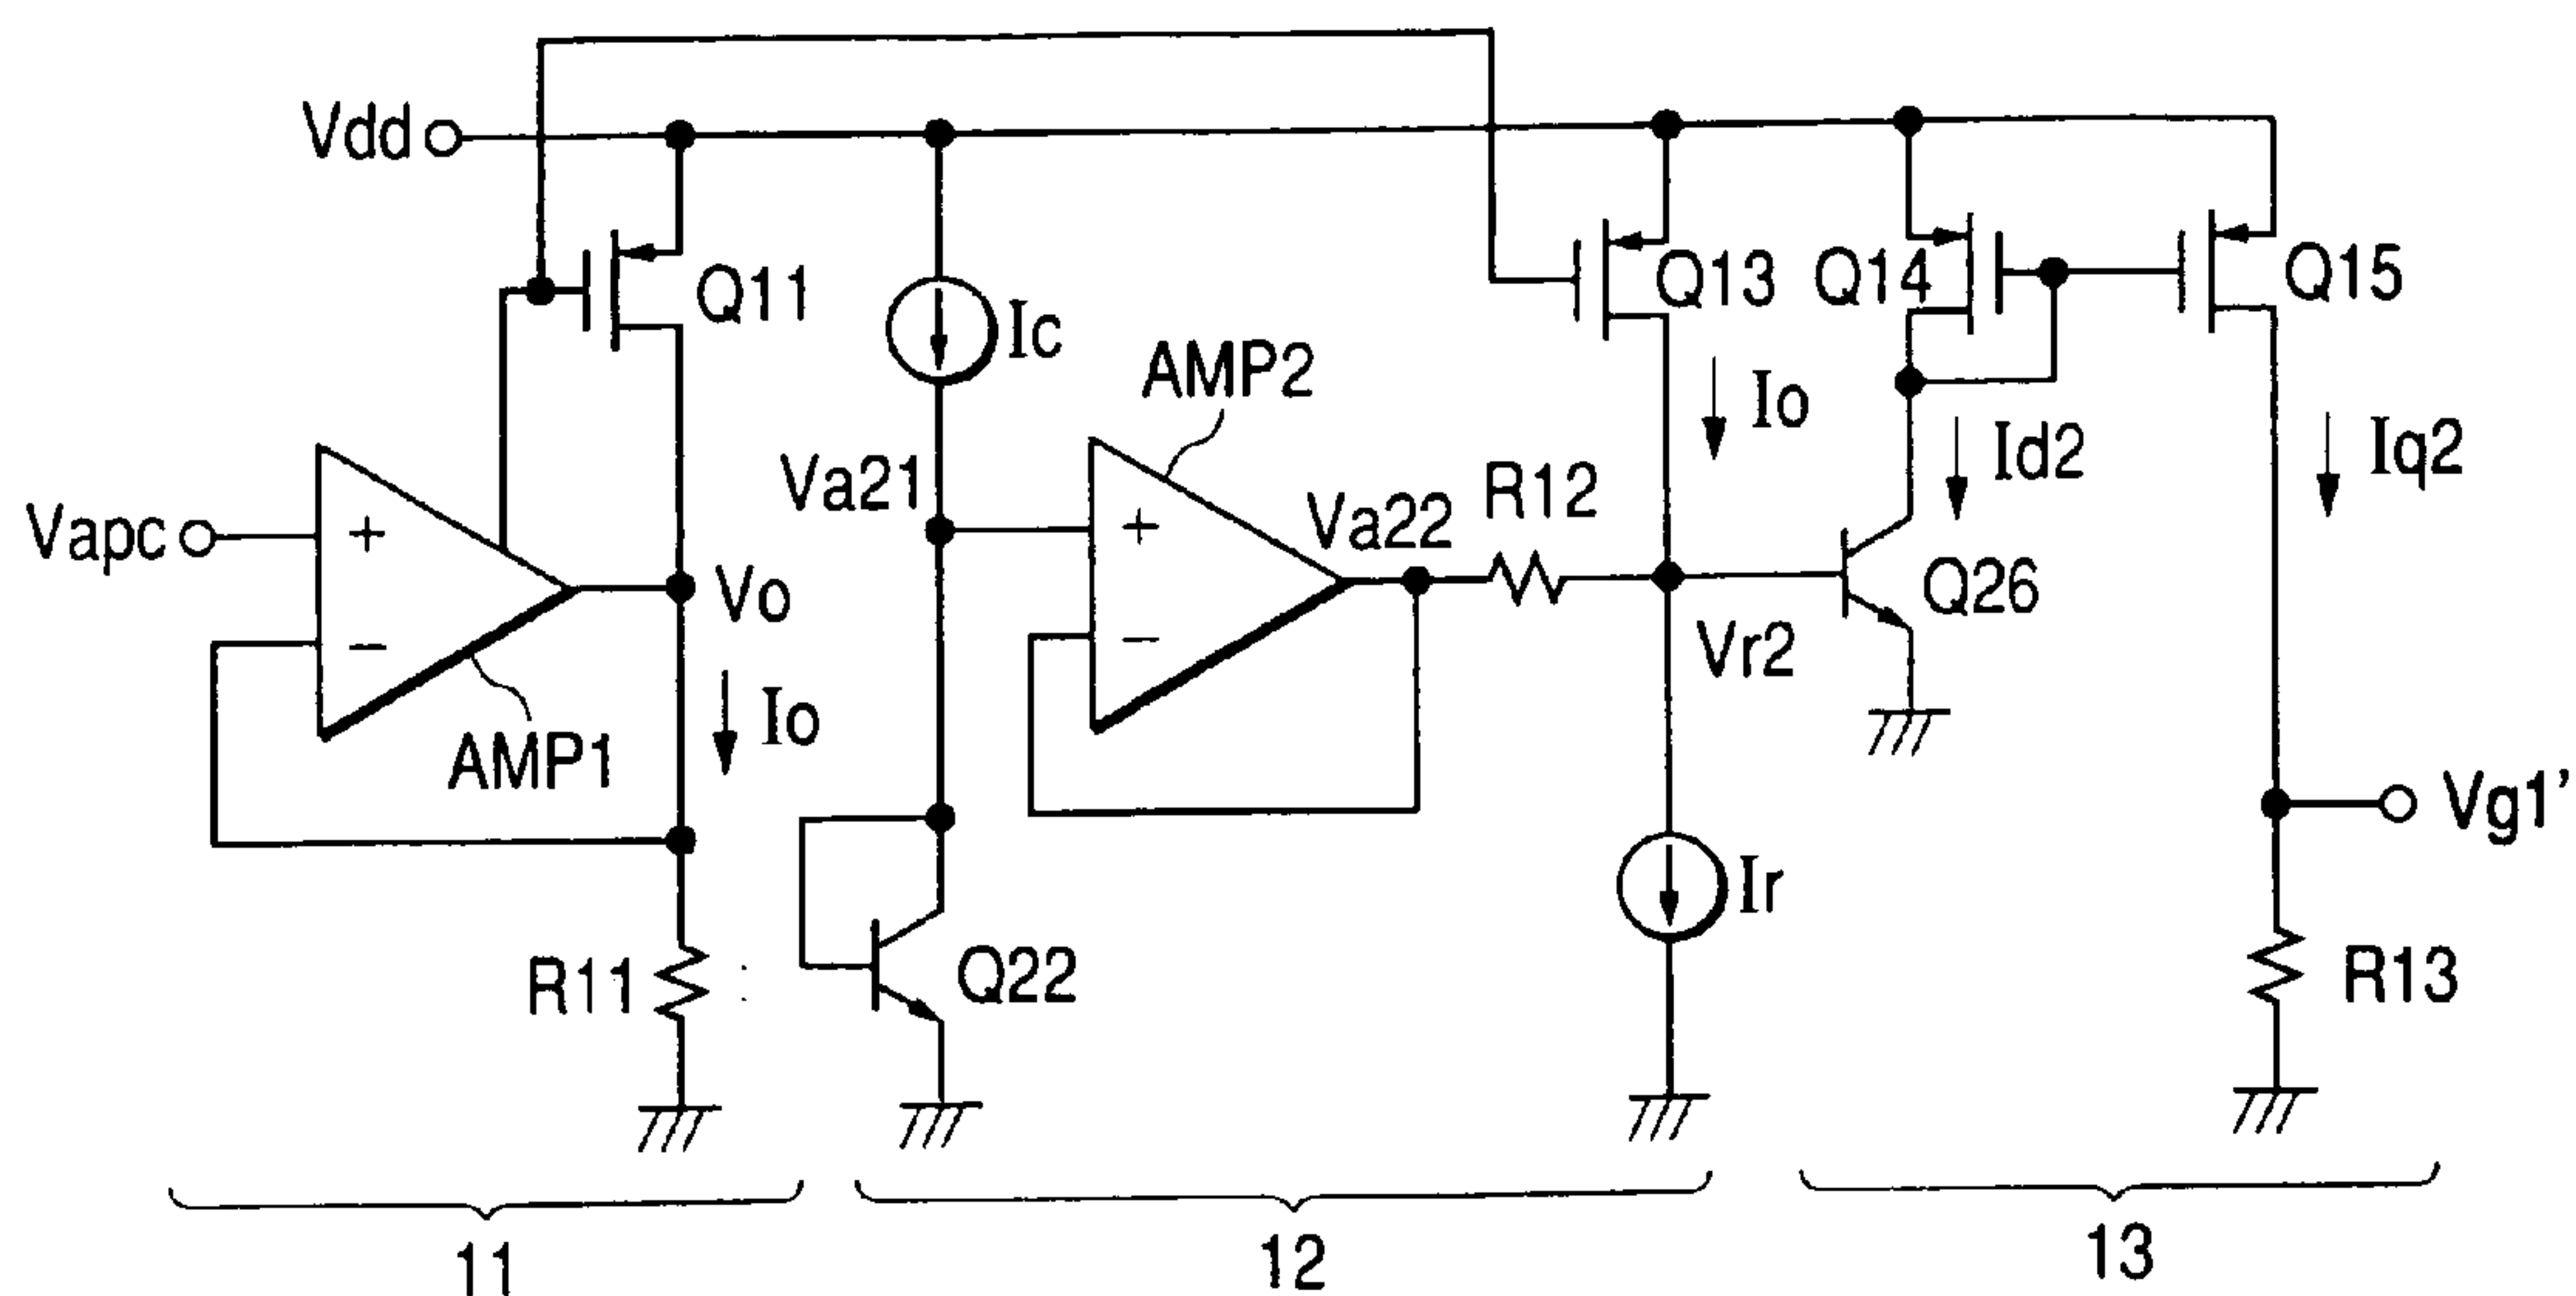 Vdd
Q11
Ic
Q13
Q14
Q15
AMP2
Io
Id2
Iq2
Vapc
+
−
Vo
Va21
+
−
Va22
R12
Vr2
Q26
AMP1
Io
Vg1’
R11
Q22
Ir
R13
11
12
13